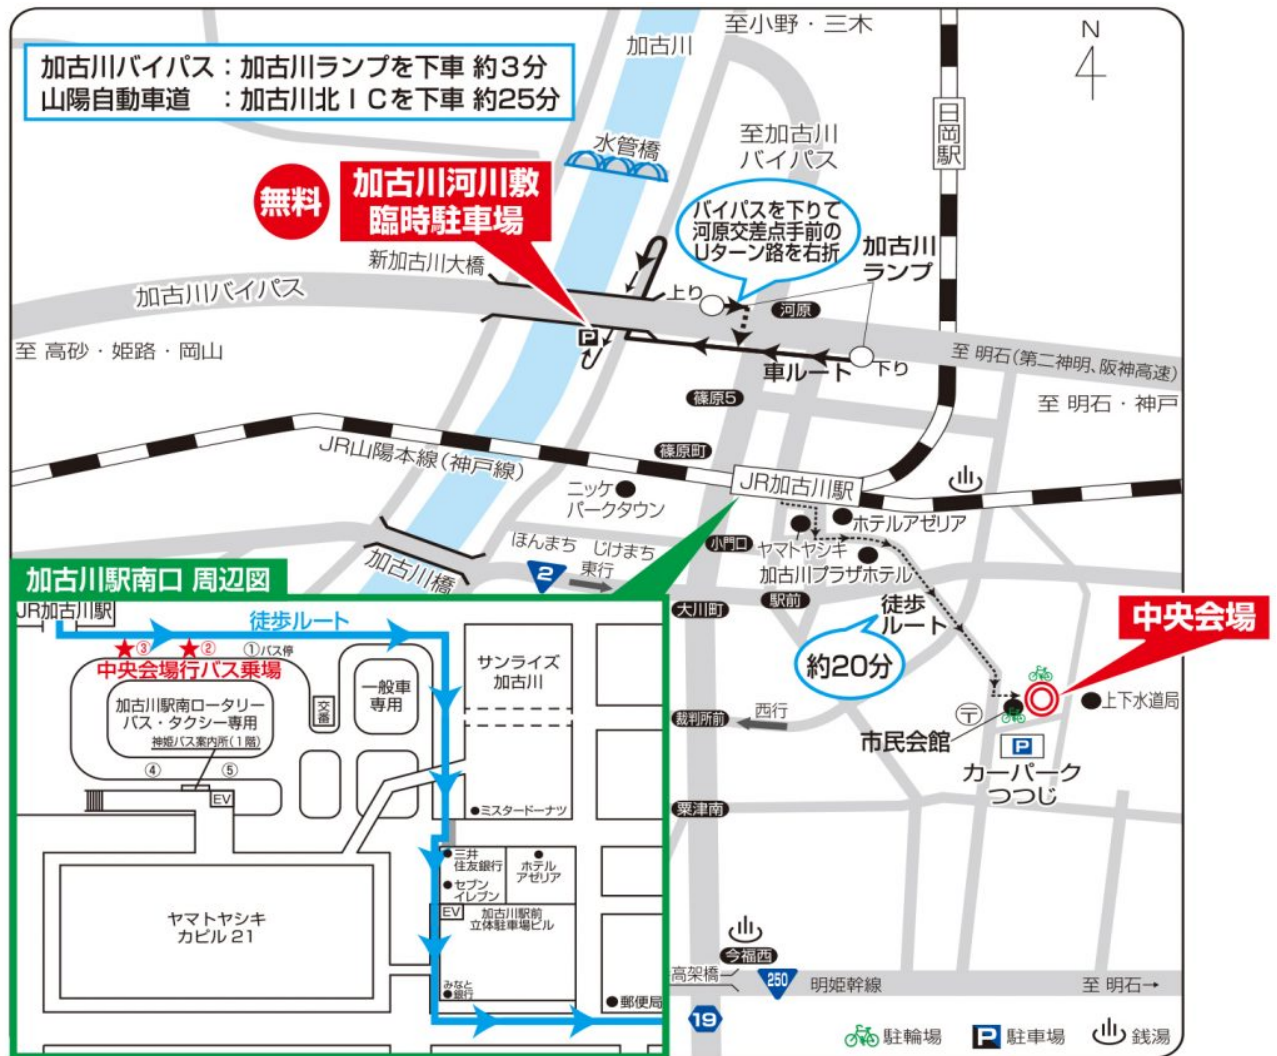 加古川バイパス：加古川ランプを下車 約3分
山陽自動車道　：加古川北ＩＣを下車 約25分
加古川
至小野・三木
N
日岡駅
水管橋
至加古川
バイパス
無料
加古川河川敷
臨時駐車場
バイパスを下りて
河原交差点手前の
Uターン路を右折
加古川
ランプ
新加古川大橋
加古川バイパス
上り
河原
至 高砂・姫路・岡山
P
車ルート
下り
至 明石(第二神明、阪神高速)
至 明石・神戸
篠原5
篠原町
JR山陽本線(神戸線)
JR加古川駅
ニッケ
パークタウン
ホテルアゼリア
小門口
ヤマトヤシキ
加古川プラザホテル
ほんまち じけまち
東行
2
加古川橋
大川町
駅前
徒歩
ルート
約20分
中央会場
上下水道局
裁判所前
西行
〒
市民会館
P
カーパーク
つつじ
粟津南
今福西
高架橋
250
明姫幹線
至 明石→
19
駐輪場
P 駐車場
銭湯
加古川駅南口 周辺図
JR加古川駅
徒歩ルート
★③
★②
①バス停
中央会場行バス乗場
加古川駅南ロータリー
バス・タクシー専用
神姫バス案内所(1階)
交番
一般車
専用
サンライズ
加古川
④
⑤
EV
ミスタードーナツ
三井
住友銀行
セブン
イレブン
ホテル
アゼリア
EV
加古川駅前
立体駐車場ビル
ヤマトヤシキ
カピル21
みなと
銀行
郵便局